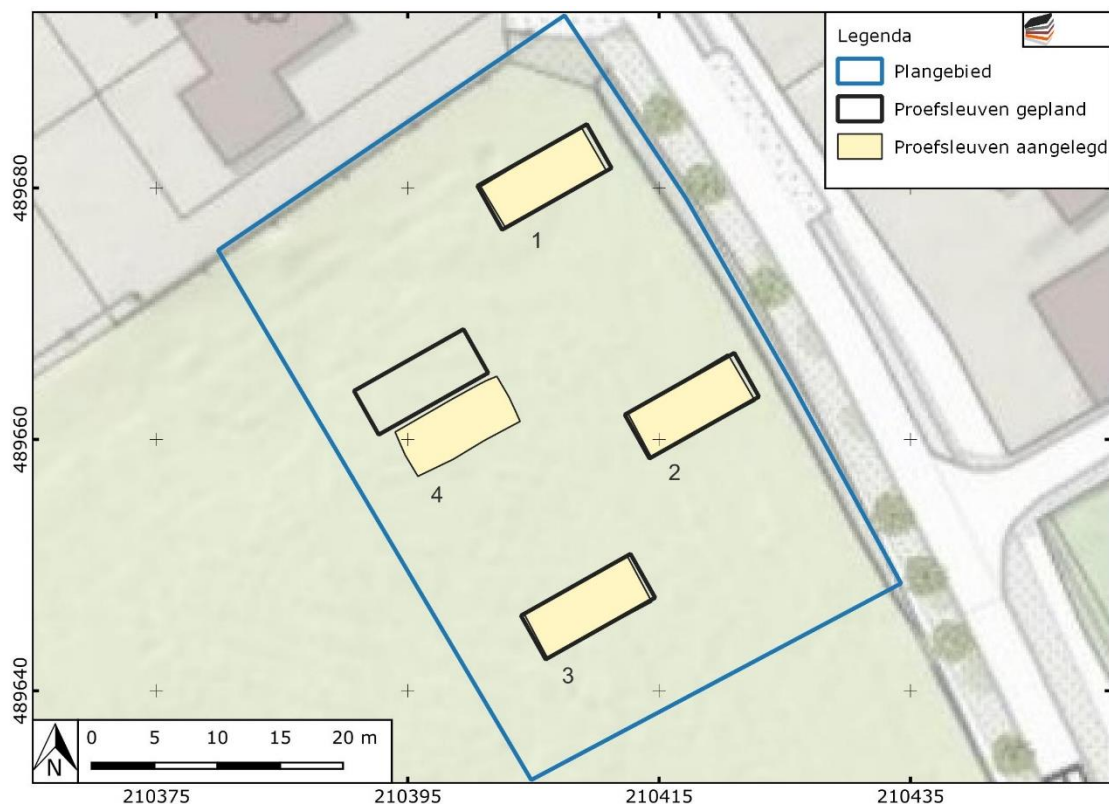 Legenda
Plangebied
Proefsleuven gepland
Proefsleuven aangelegd
489680
1
489660
2
4
3
489640
N
0 5 10 15 20 m
210375 210395 210415 210435